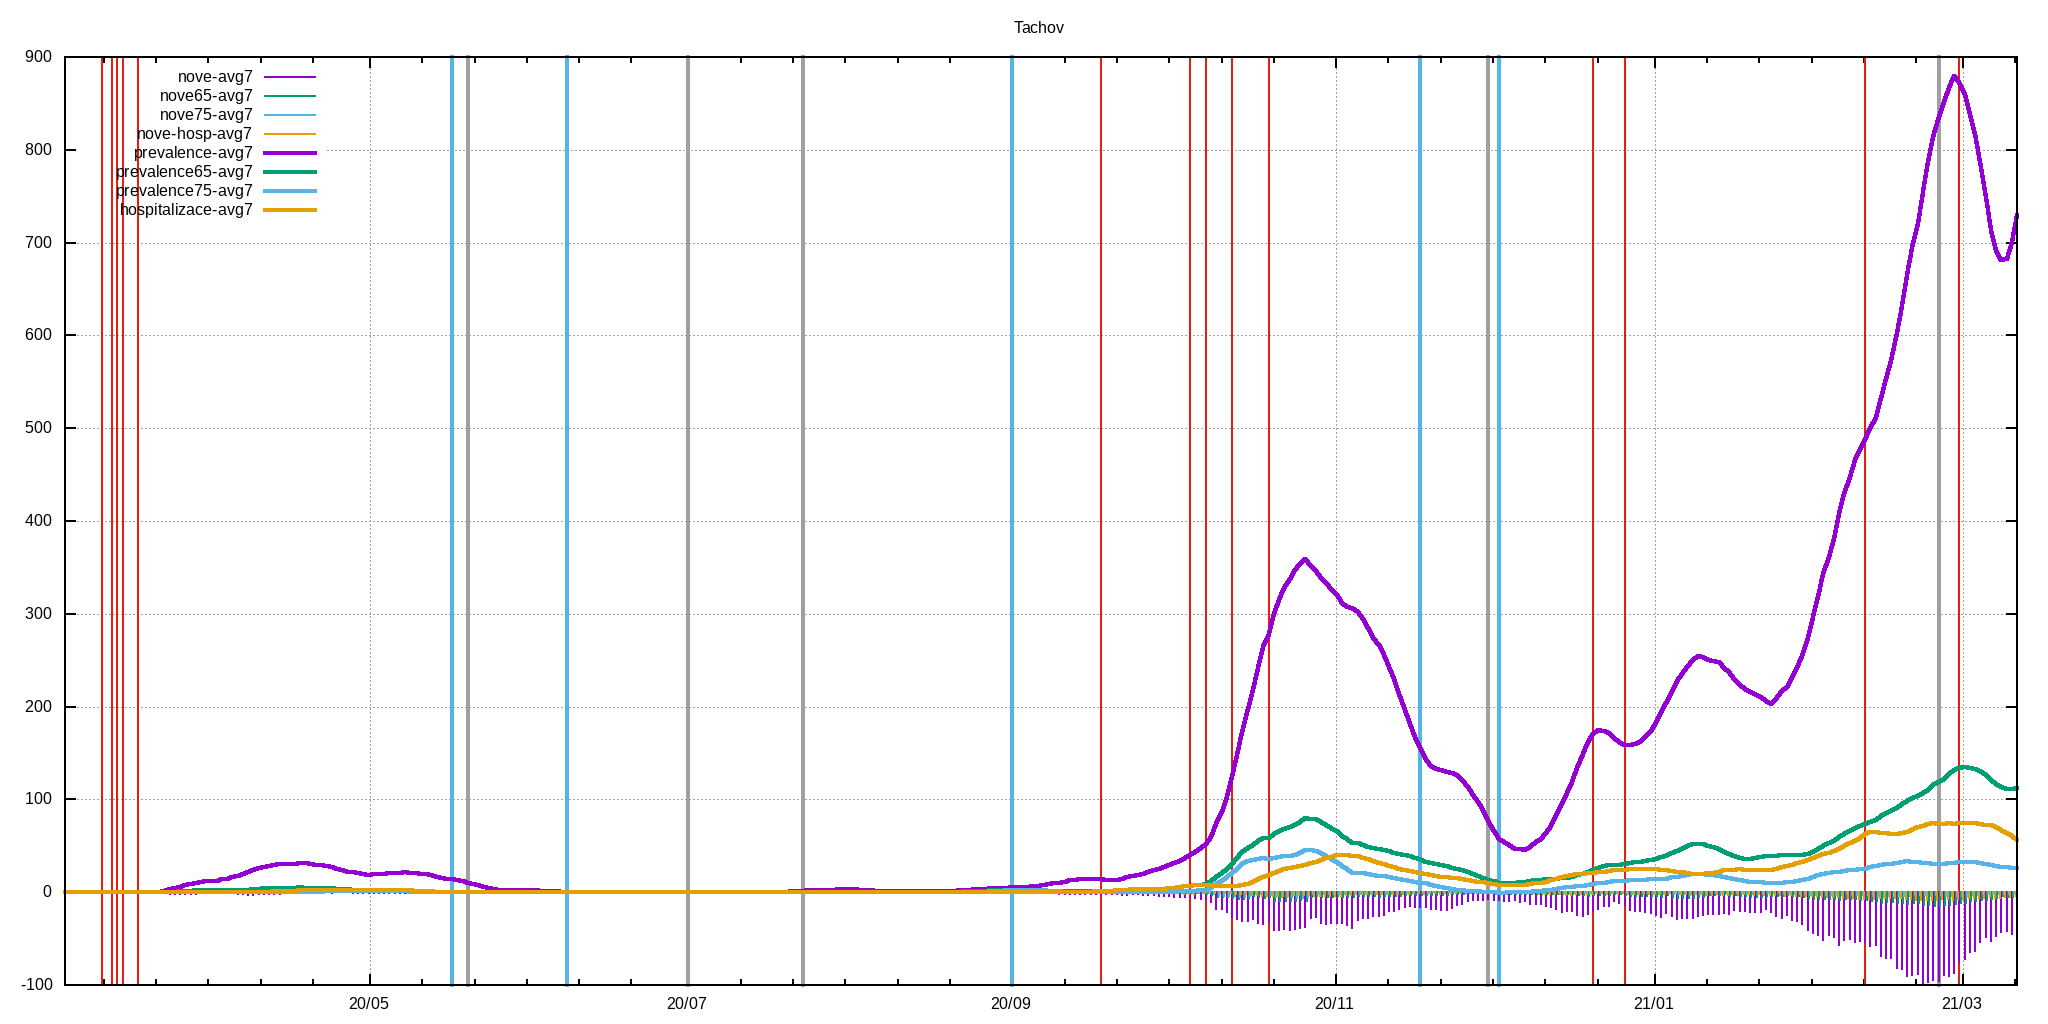 Tachov
900
800
700
600
500
400
300
200
100
0
-100
nove-avg7
nove65-avg7
nove75-avg7
nove-hosp-avg7
prevalence-avg7
prevalence65-avg7
prevalence75-avg7
hospitalizace-avg7
20/05 20/07 20/09 20/11 21/01 21/03